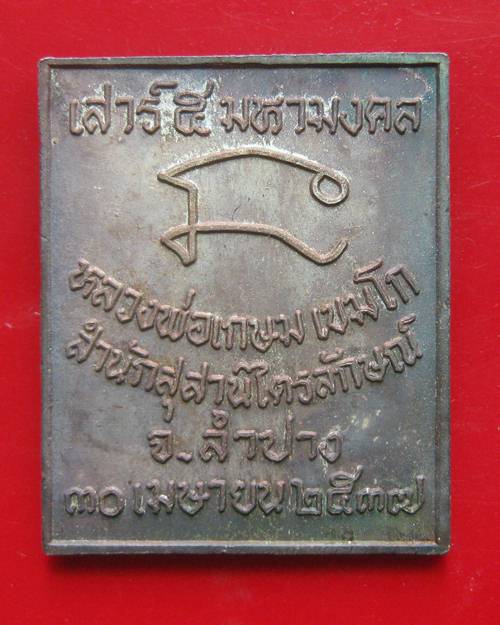 เสาร์ ๕ มหามงคล
หลวงพ่อเกษม เขมโก
สำนักสุสานไตรลักษณ์
จ.ลำปาง
๓๐ เมษายน ๒๕๓๗